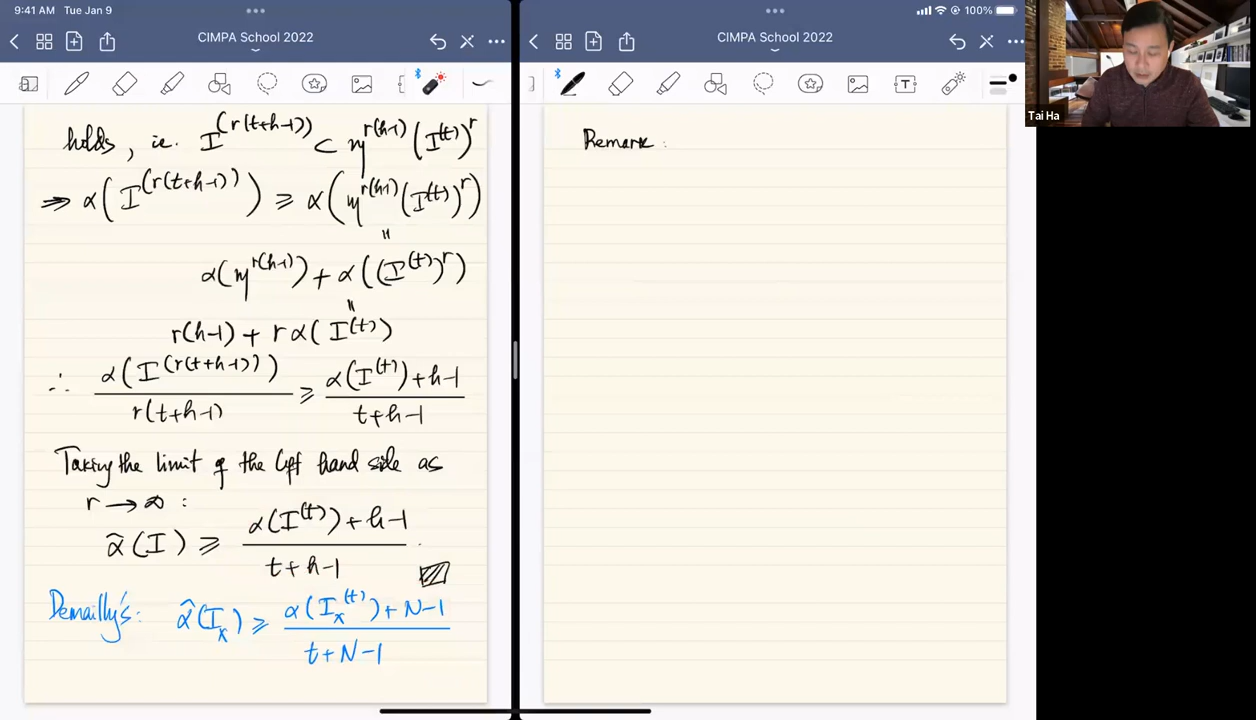 9:41 AM Tue Jan 9
CIMPA School 2022
holds, ie. I^(r(t+h-1)) ⊂ 𝔪^{r(h-1)} (I^(t))^r
⇒ α(I^(r(t+h-1))) ≥ α(𝔪^{r(h-1)} (I^(t))^r)
=
α(𝔪^{r(h-1)}) + α((I^(t))^r)
=
r(h-1) + r α(I^(t))
∴ α(I^(r(t+h-1))) / r(t+h-1) ≥ α(I^(t)) + h-1 / t+h-1
Taking the limit of the left hand side as
r → ∞ :
α̂(I) ≥ α(I^(t)) + h-1 / t+h-1 .
Demailly's: α̂(I_X) ≥ α(I_X^(t)) + N-1 / t+N-1
100%
CIMPA School 2022
T
Remark :
Tai Ha